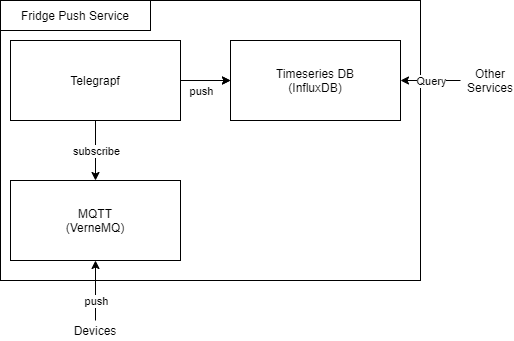 Fridge Push Service
Telegrapf
push
Timeseries DB
(InfluxDB)
Query
Other
Services
subscribe
MQTT
(VerneMQ)
push
Devices